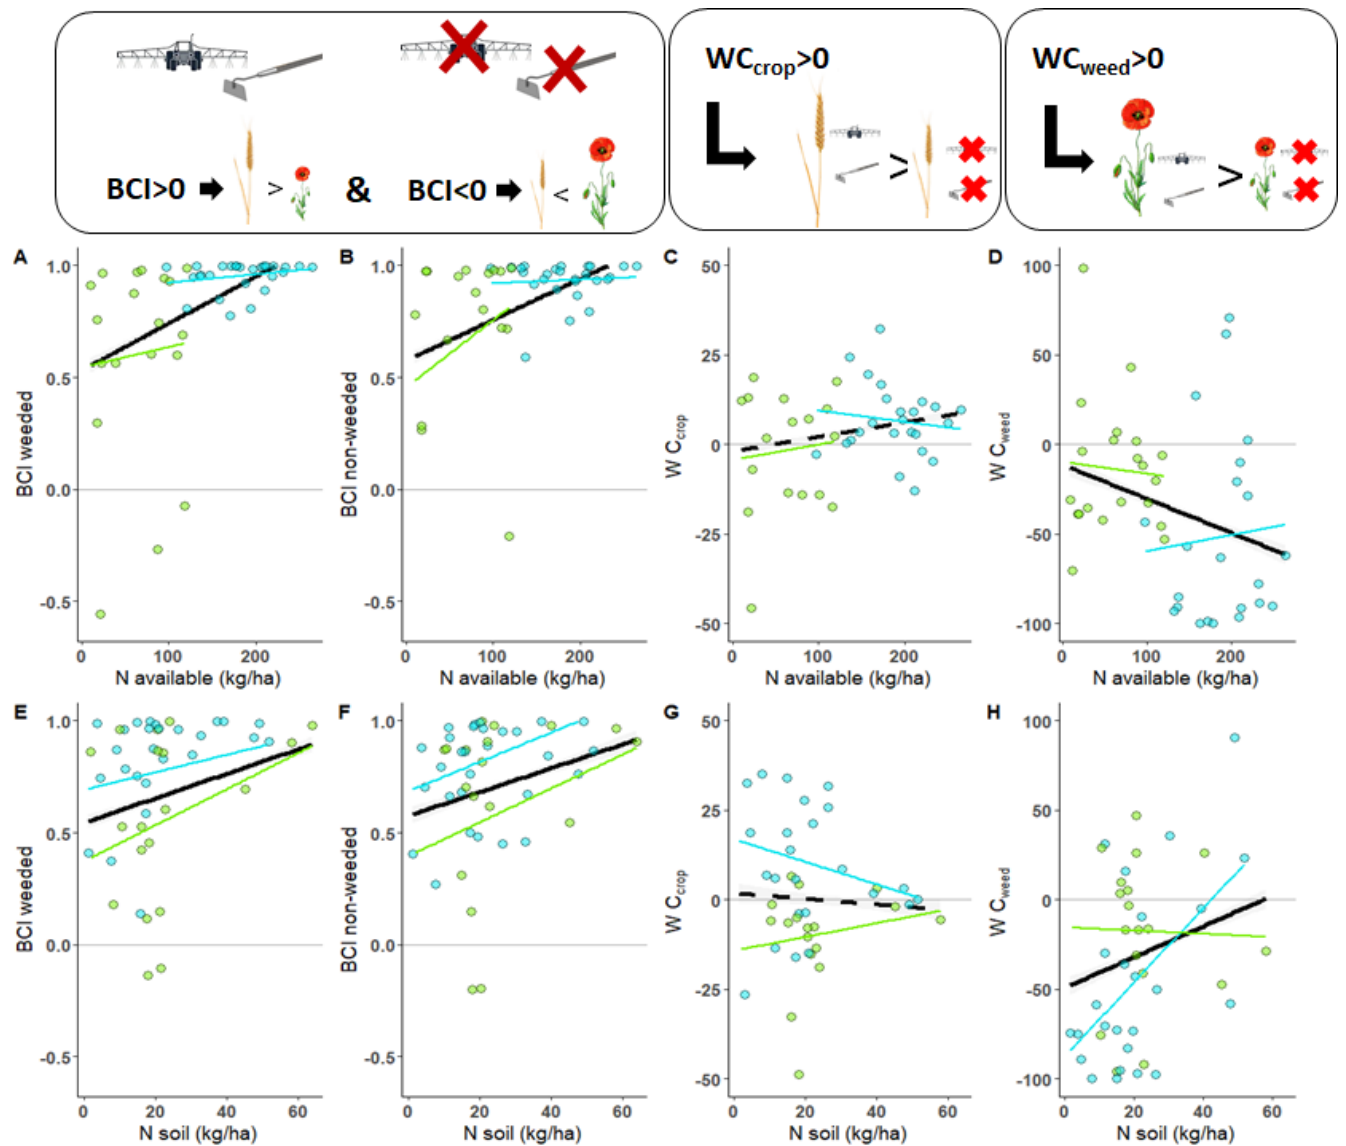 WCcrop>0
WCweed>0
BCI>0 > & BCI<0 <
>
>
A
B
C
D
1.0
0.5
0.0
-0.5
BCI weeded
0
100
200
N available (kg/ha)
1.0
0.5
0.0
-0.5
BCI non-weeded
0
100
200
N available (kg/ha)
50
25
0
-25
-50
W Ccrop
0
100
200
N available (kg/ha)
100
50
0
-50
-100
W Cweed
0
100
200
N available (kg/ha)
E
F
G
H
1.0
0.5
0.0
-0.5
BCI weeded
0
20
40
60
N soil (kg/ha)
1.0
0.5
0.0
-0.5
BCI non-weeded
0
20
40
60
N soil (kg/ha)
50
25
0
-25
-50
W Ccrop
0
20
40
60
N soil (kg/ha)
100
50
0
-50
-100
W Cweed
0
20
40
60
N soil (kg/ha)